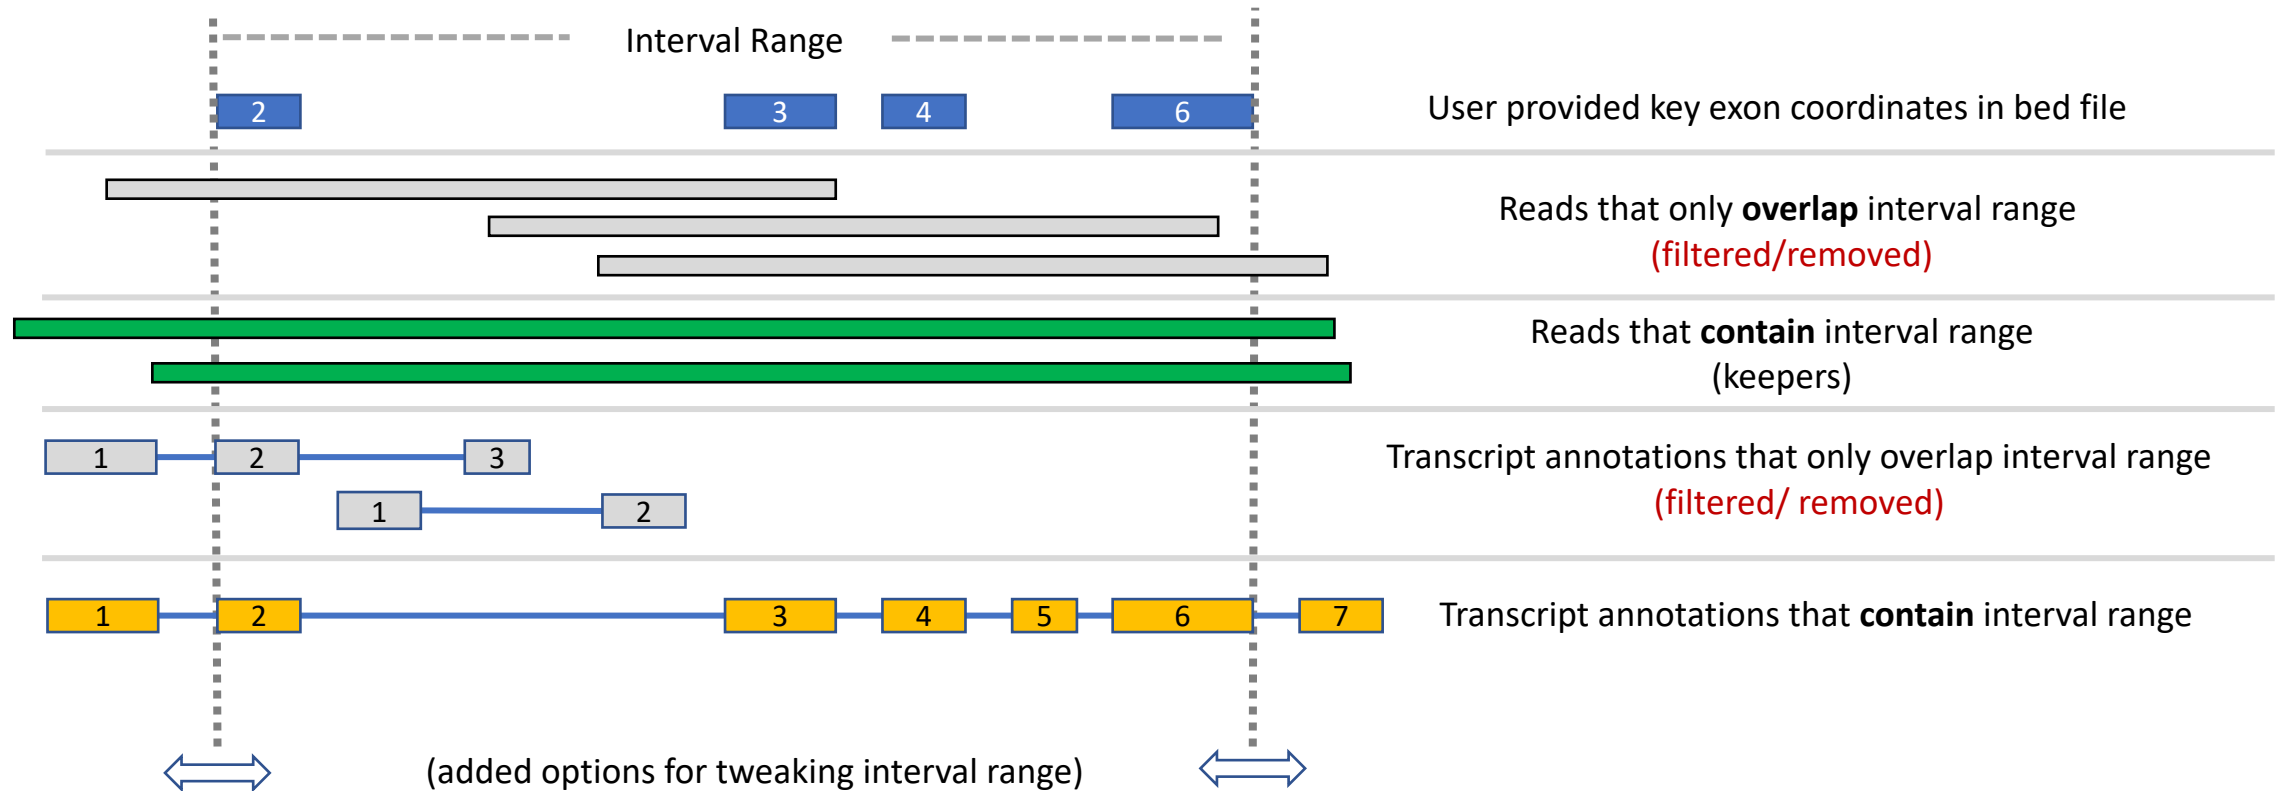 Interval Range
2 3 4 6 User provided key exon coordinates in bed file
Reads that only overlap interval range
(filtered/removed)
Reads that contain interval range
(keepers)
1 2 3 Transcript annotations that only overlap interval range
1 2 (filtered/ removed)
1 2 3 4 5 6 7 Transcript annotations that contain interval range
(added options for tweaking interval range)